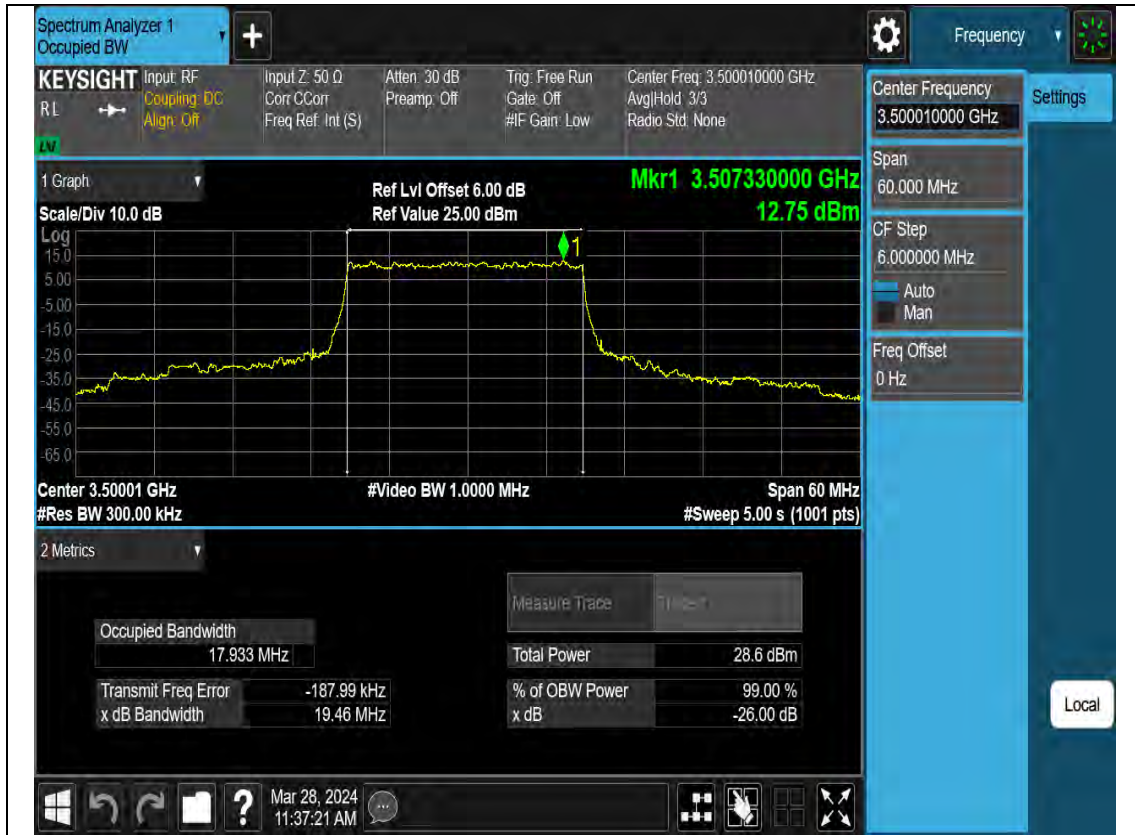 Spectrum Analyzer 1
Occupied BW
Frequency
KEYSIGHT
RL
Input: RF
Coupling: DC
Align: Off
Input Z: 50 Ω
Corr CCorr
Freq Ref: Int (S)
Atten: 30 dB
Preamp: Off
Trig: Free Run
Gate: Off
#IF Gain: Low
Center Freq: 3.500010000 GHz
Avg|Hold: 3/3
Radio Std: None
Center Frequency
3.500010000 GHz
Settings
Span
60.000 MHz
CF Step
6.000000 MHz
Auto
Man
Freq Offset
0 Hz
Local
1 Graph
Scale/Div 10.0 dB
Ref Lvl Offset 6.00 dB
Ref Value 25.00 dBm
Mkr1 3.507330000 GHz
12.75 dBm
Log
15.0
5.00
-5.00
-15.0
-25.0
-35.0
-45.0
-55.0
-65.0
1
Center 3.50001 GHz
#Video BW 1.0000 MHz
Span 60 MHz
#Res BW 300.00 kHz
#Sweep 5.00 s (1001 pts)
2 Metrics
Measure Trace
Occupied Bandwidth
17.933 MHz
Total Power 28.6 dBm
Transmit Freq Error -187.99 kHz
% of OBW Power 99.00 %
x dB Bandwidth 19.46 MHz
x dB -26.00 dB
?
Mar 28, 2024
11:37:21 AM